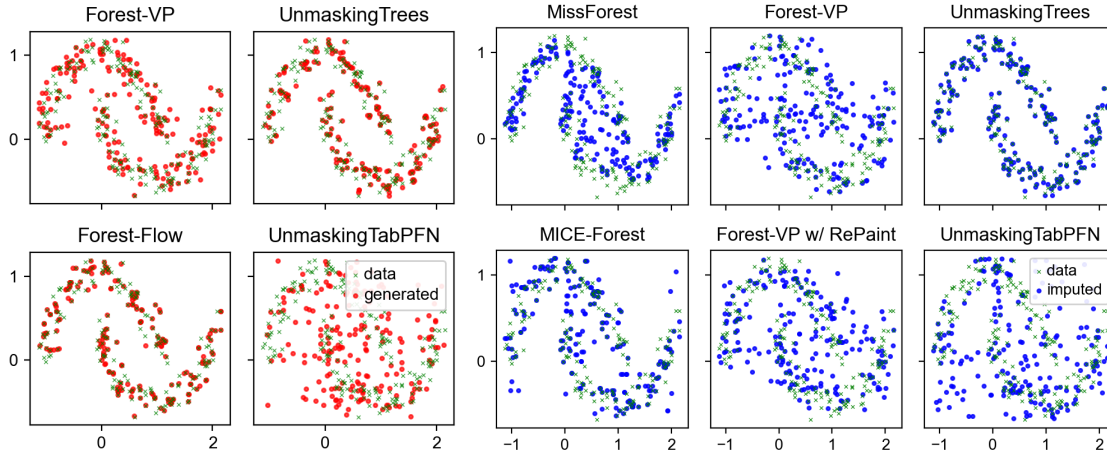 Forest-VP UnmaskingTrees MissForest Forest-VP UnmaskingTrees
1
0
Forest-Flow UnmaskingTabPFN MICE-Forest Forest-VP w/ RePaint UnmaskingTabPFN
data
generated
data
imputed
1 1
0 0
0 2 0 2 −1 0 1 2 −1 0 1 2 −1 0 1 2